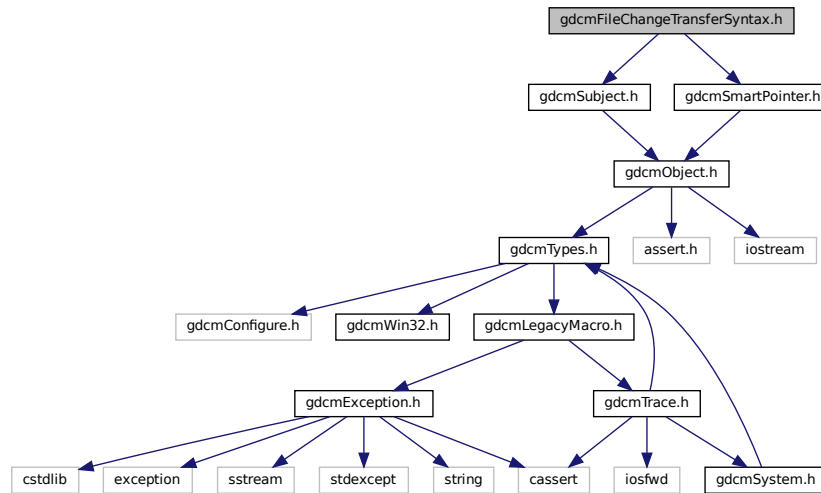 gdcmFileChangeTransferSyntax.h
gdcmSubject.h
gdcmSmartPointer.h
gdcmObject.h
gdcmTypes.h
assert.h
iostream
gdcmConfigure.h
gdcmWin32.h
gdcmLegacyMacro.h
gdcmException.h
gdcmTrace.h
cstdlib
exception
sstream
stdexcept
string
cassert
iosfwd
gdcmSystem.h